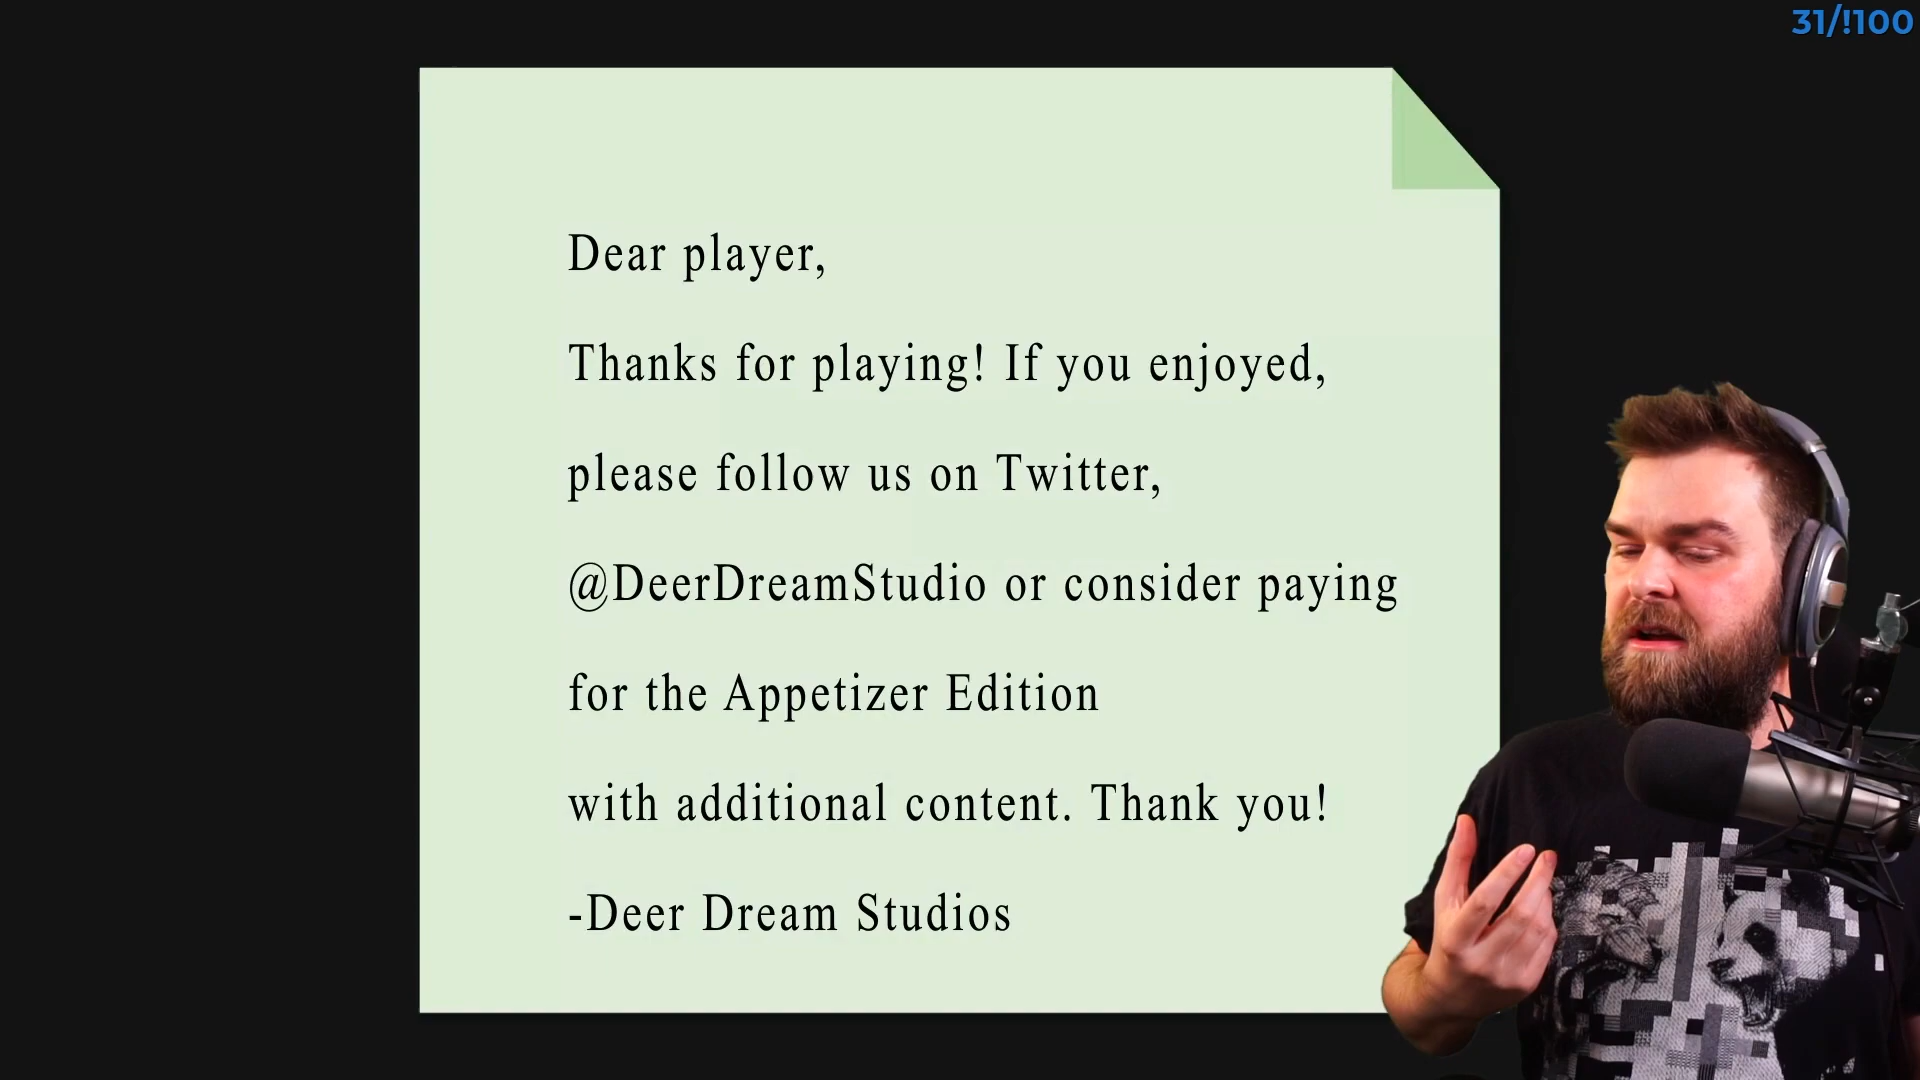 31/!100
Dear player,
Thanks for playing! If you enjoyed,
please follow us on Twitter,
@DeerDreamStudio or consider paying
for the Appetizer Edition
with additional content. Thank you!
-Deer Dream Studios